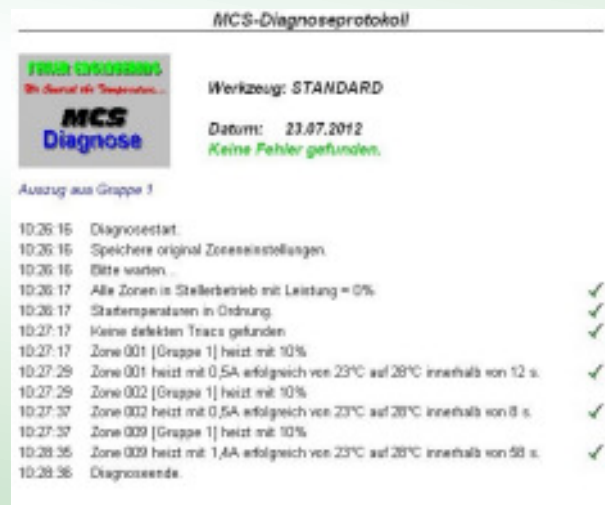 MCS-Diagnoseprotokoll
FELLER ENGINEERING
We Control the Temperature...
MCS
Diagnose
Werkzeug: STANDARD
Datum: 23.07.2012
Keine Fehler gefunden.
Auszug aus Gruppe 1
10:26:16 Diagnosestart.
10:26:16 Speichere original Zoneneinstellungen.
10:26:16 Bitte warten...
10:26:17 Alle Zonen in Stellerbetrieb mit Leistung = 0%
10:26:17 Startemperaturen in Ordnung.
10:27:17 Keine defekten Triacs gefunden
10:27:17 Zone 001 [Gruppe 1] heizt mit 10%
10:27:29 Zone 001 heizt mit 0,5A erfolgreich von 23°C auf 28°C innerhalb von 12 s.
10:27:29 Zone 002 [Gruppe 1] heizt mit 10%
10:27:37 Zone 002 heizt mit 0,5A erfolgreich von 23°C auf 28°C innerhalb von 8 s.
10:27:37 Zone 009 [Gruppe 1] heizt mit 10%
10:28:35 Zone 009 heizt mit 1,4A erfolgreich von 23°C auf 28°C innerhalb von 58 s.
10:28:36 Diagnoseende.